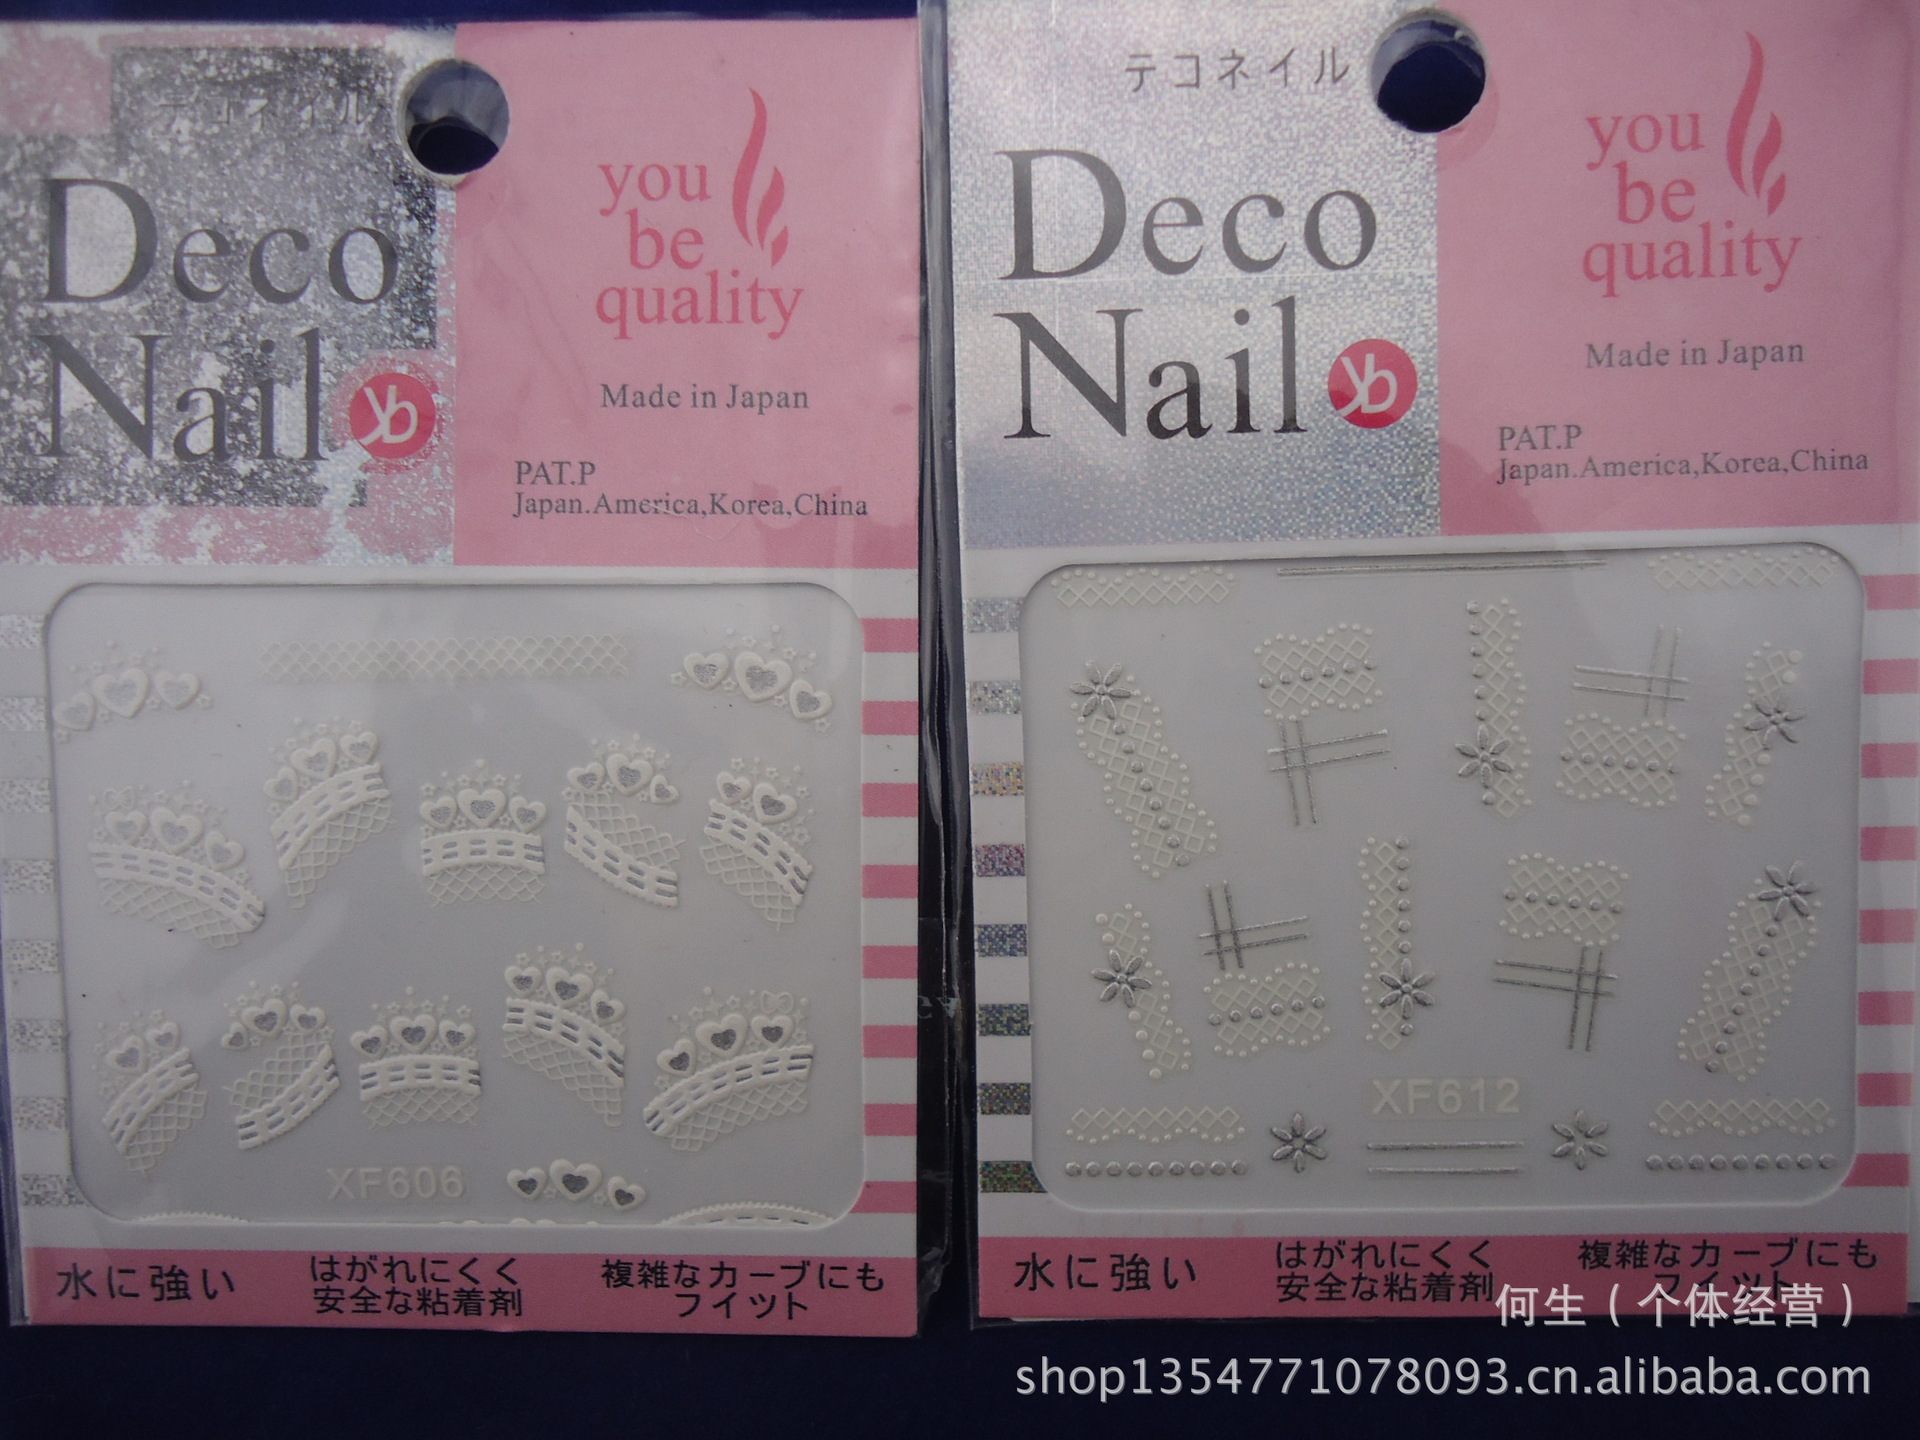 テコネイル
Deco
Nail
yb
you
be
quality
Made in Japan
PAT.P
Japan.America,Korea,China
XF606
水に強い
はがれにくく
安全な粘着剤
複雑なカーブにも
フイット
テコネイル
Deco
Nail
yb
you
be
quality
Made in Japan
PAT.P
Japan.America,Korea,China
XF612
水に強い
はがれにくく
安全な粘着剤
複雑なカーブにも
フイット
何生（个体经营）
shop1354771078093.cn.alibaba.com